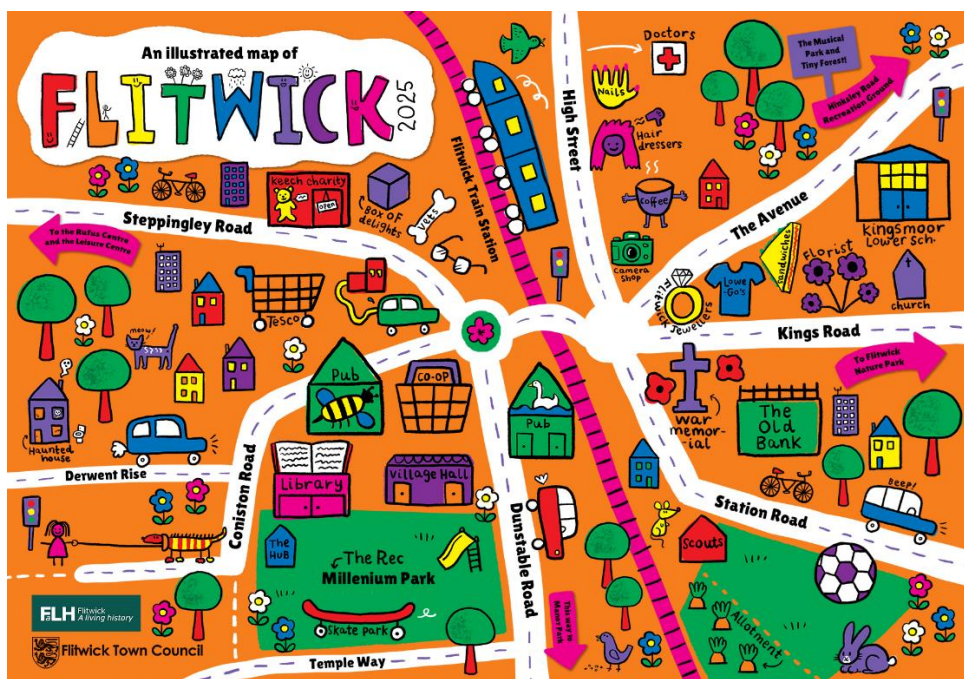 An illustrated map of
FLITWICK
2025
Flitwick Train Station
High Street
Doctors
Nails
Hair
dressers
Coffee
camera
shop
The Musical
Park and
Tiny Forest!
Hinksley Road
Recreation Ground
The Avenue
Kingsmoor
Lower Sch.
Keech charity
open
BOX OF
delights
Vets
Steppingley Road
To the Rufus Centre
and the Leisure Centre
Tesco
meow!
Haunted
house
Derwent Rise
Flitwick
Jewellers
Lowe
-Go's
Sandwiches
Florist
church
Kings Road
To Flitwick
Nature Park
war
memor-
-ial
The
Old
Bank
BEEP!
Station Road
Pub
CO-OP
Pub
Library
Village Hall
Coniston Road
The
HUB
The Rec
Millenium Park
Skate park
Temple Way
Dunstable Road
This way to
Manor Park
Scouts
Allotment
FLH
Flitwick
A living history
Flitwick Town Council